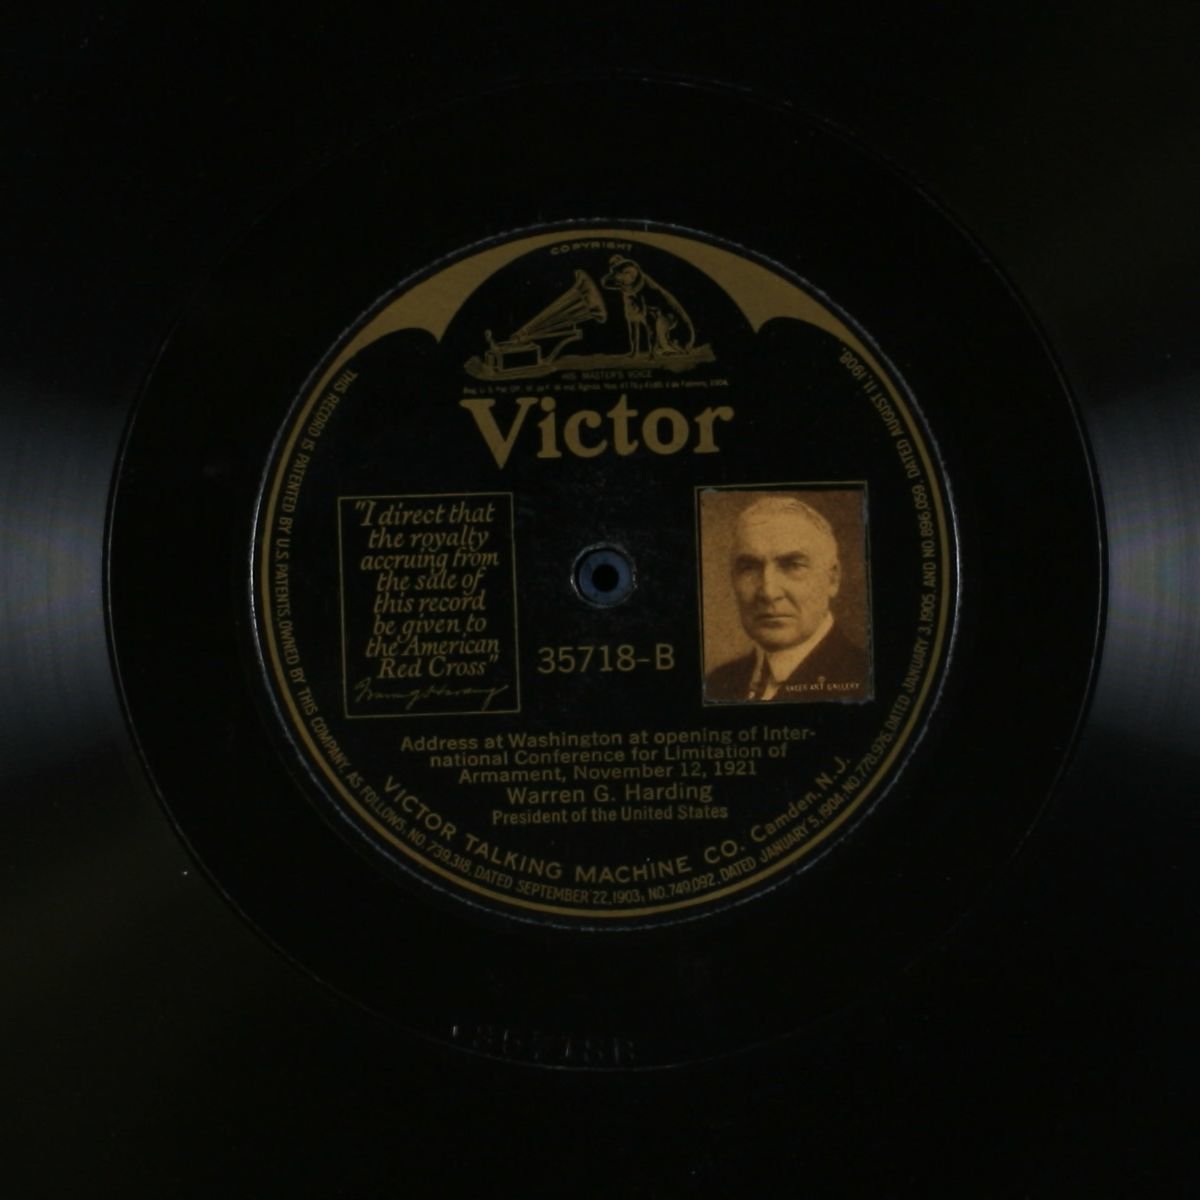 COPYRIGHT
HIS MASTER'S VOICE
Victor
"I direct that
the royalty
accruing from
the sale of
this record
be given to
the American
Red Cross"
Warren G. Harding
35718-B
Address at Washington at opening of Inter-
national Conference for Limitation of
Armament, November 12, 1921
Warren G. Harding
President of the United States
VICTOR TALKING MACHINE CO. Camden, N.J.
THIS RECORD IS PATENTED BY U.S. PATENTS, OWNED BY THIS COMPANY, AS FOLLOWS, NO. 739,318, DATED SEPTEMBER 22,1903; NO. 749,092, DATED JANUARY 5,1904; NO. 778,976, DATED JANUARY 3,1905 AND NO. 896,059, DATED AUGUST 11,1908.